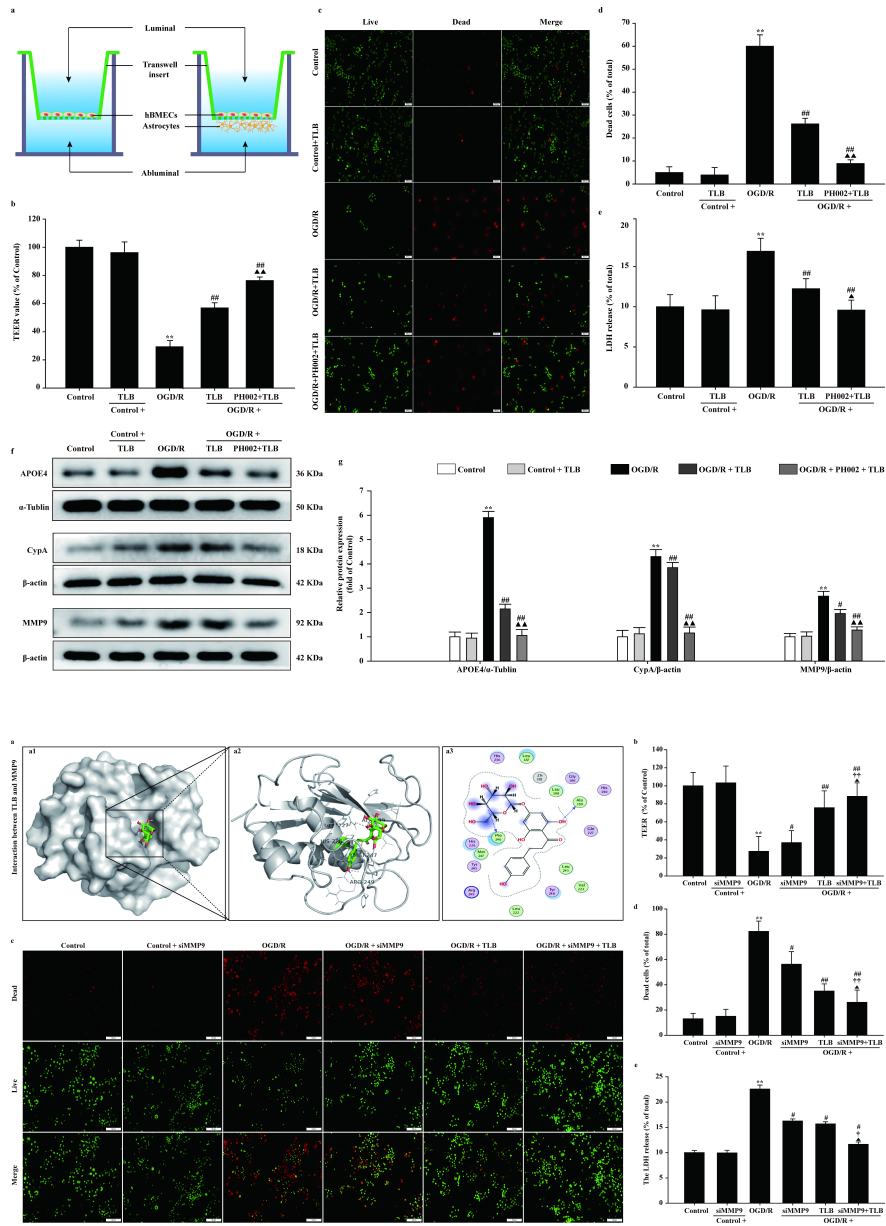 a
Luminal
Transwell
insert
hBMECs
Astrocytes
Abluminal
b
TEER value (% of Control)
120
100
80
60
40
20
0
**
##
##
▲▲
Control
TLB
OGD/R
TLB
PH002+TLB
Control +
OGD/R +
c
Live
Dead
Merge
Control
Control+TLB
OGD/R
OGD/R+TLB
OGD/R+PH002+TLB
d
Dead cells (% of total)
70
60
50
40
30
20
10
0
**
##
##
▲▲
Control
TLB
OGD/R
TLB
PH002+TLB
Control +
OGD/R +
e
LDH release (% of total)
20
15
10
5
0
**
##
##
▲
Control
TLB
OGD/R
TLB
PH002+TLB
Control +
OGD/R +
f
Control +
OGD/R +
Control
TLB
OGD/R
TLB
PH002+TLB
APOE4
36 KDa
α-Tublin
50 KDa
CypA
18 KDa
β-actin
42 KDa
MMP9
92 KDa
β-actin
42 KDa
g
Control
Control + TLB
OGD/R
OGD/R + TLB
OGD/R + PH002 + TLB
Relative protein expression
(fold of Control)
7
6
5
4
3
2
1
0
**
##
##
▲▲
**
##
##
▲▲
**
#
##
▲▲
APOE4/α-Tublin
CypA/β-actin
MMP9/β-actin
a
Interaction between TLB and MMP9
a1
a2
ARG 249
a3
b
TEER (% of Control)
120
100
80
60
40
20
0
**
#
##
##
††
Control
siMMP9
OGD/R
siMMP9
TLB
siMMP9+TLB
Control +
OGD/R +
c
Control
Control + siMMP9
OGD/R
OGD/R + siMMP9
OGD/R + TLB
OGD/R + siMMP9 + TLB
Dead
Live
Merge
d
Dead cells (% of total)
100
80
60
40
20
0
**
#
##
##
††
Control
siMMP9
OGD/R
siMMP9
TLB
siMMP9+TLB
Control +
OGD/R +
e
The LDH release (% of total)
25
20
15
10
5
0
**
#
#
#
†
Control
siMMP9
OGD/R
siMMP9
TLB
siMMP9+TLB
Control +
OGD/R +